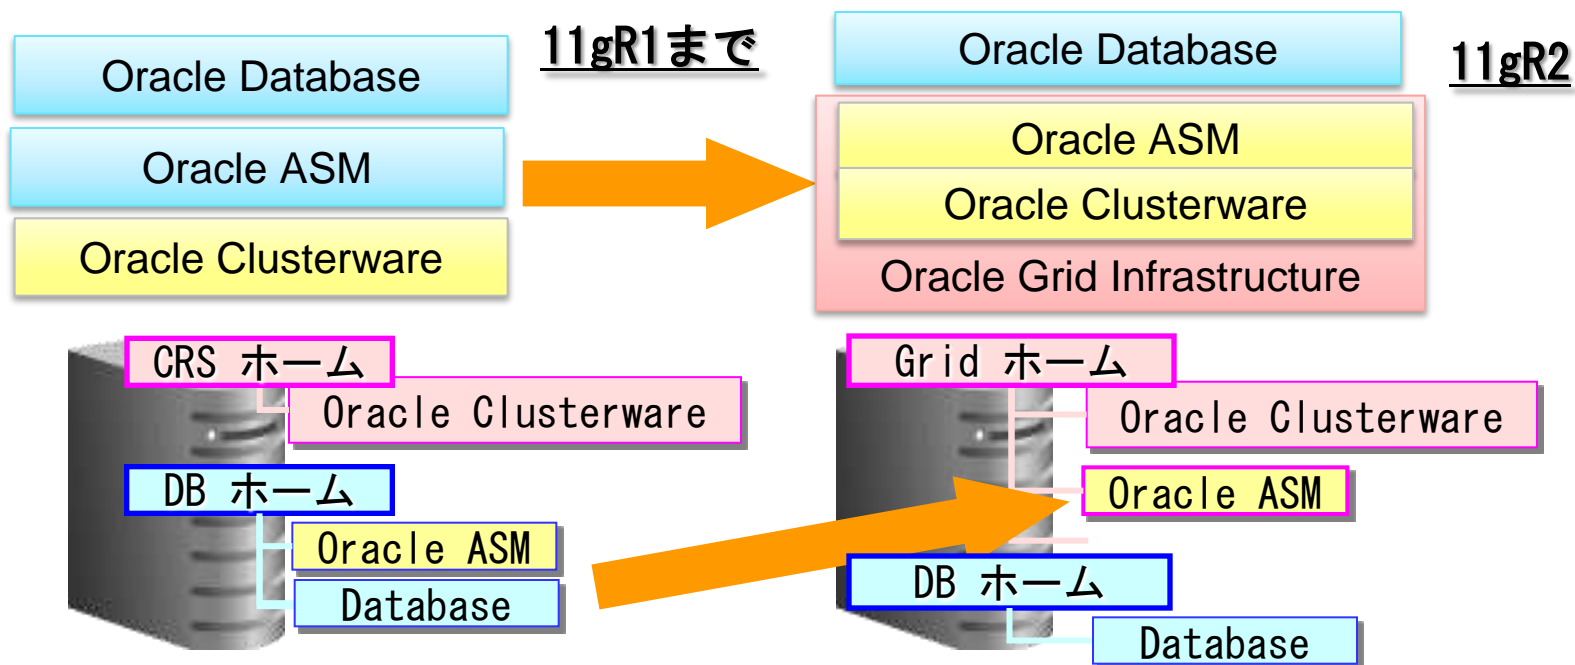 11gR1まで
Oracle Database
Oracle ASM
Oracle Clusterware
11gR2
Oracle Database
Oracle ASM
Oracle Clusterware
Oracle Grid Infrastructure
CRS ホーム
Oracle Clusterware
DB ホーム
Oracle ASM
Database
Grid ホーム
Oracle Clusterware
Oracle ASM
DB ホーム
Database